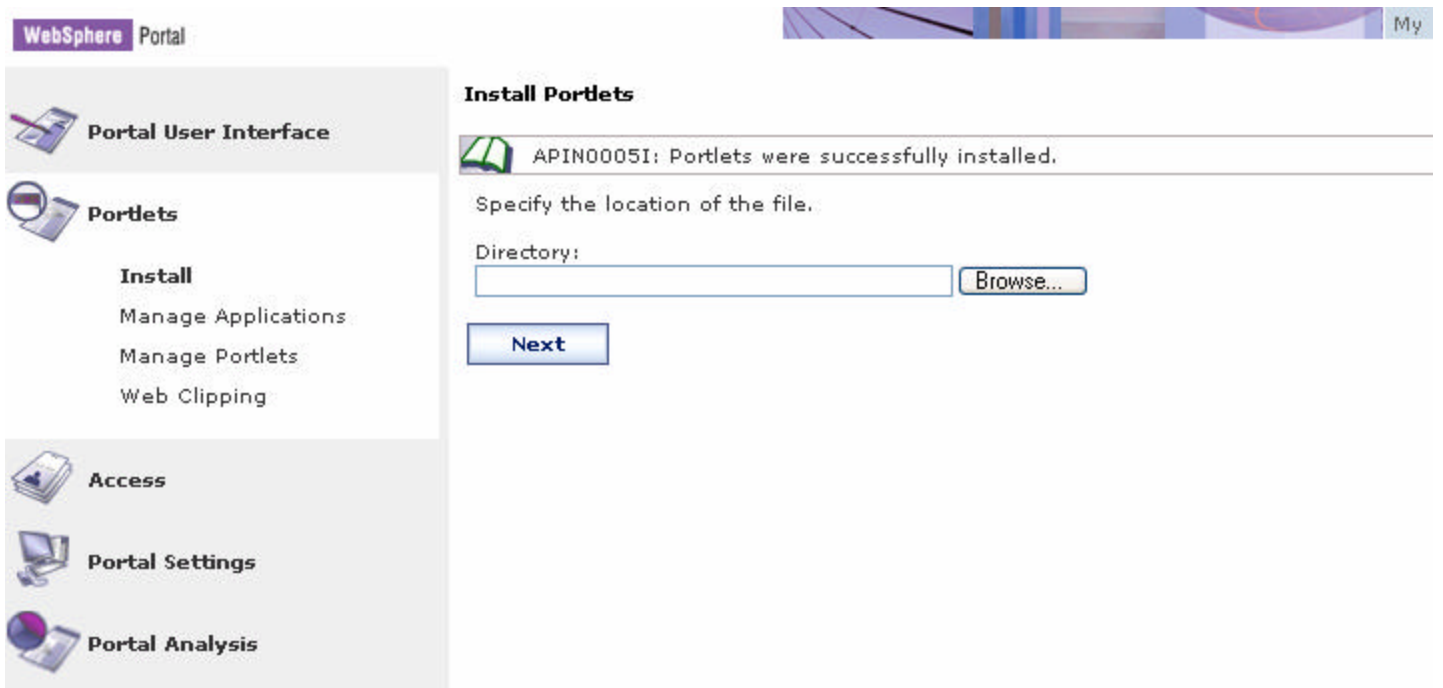 WebSphere Portal
My
Portal User Interface
Portlets
Install
Manage Applications
Manage Portlets
Web Clipping
Access
Portal Settings
Portal Analysis
Install Portlets
APIN0005I: Portlets were successfully installed.
Specify the location of the file.
Directory:
Browse...
Next